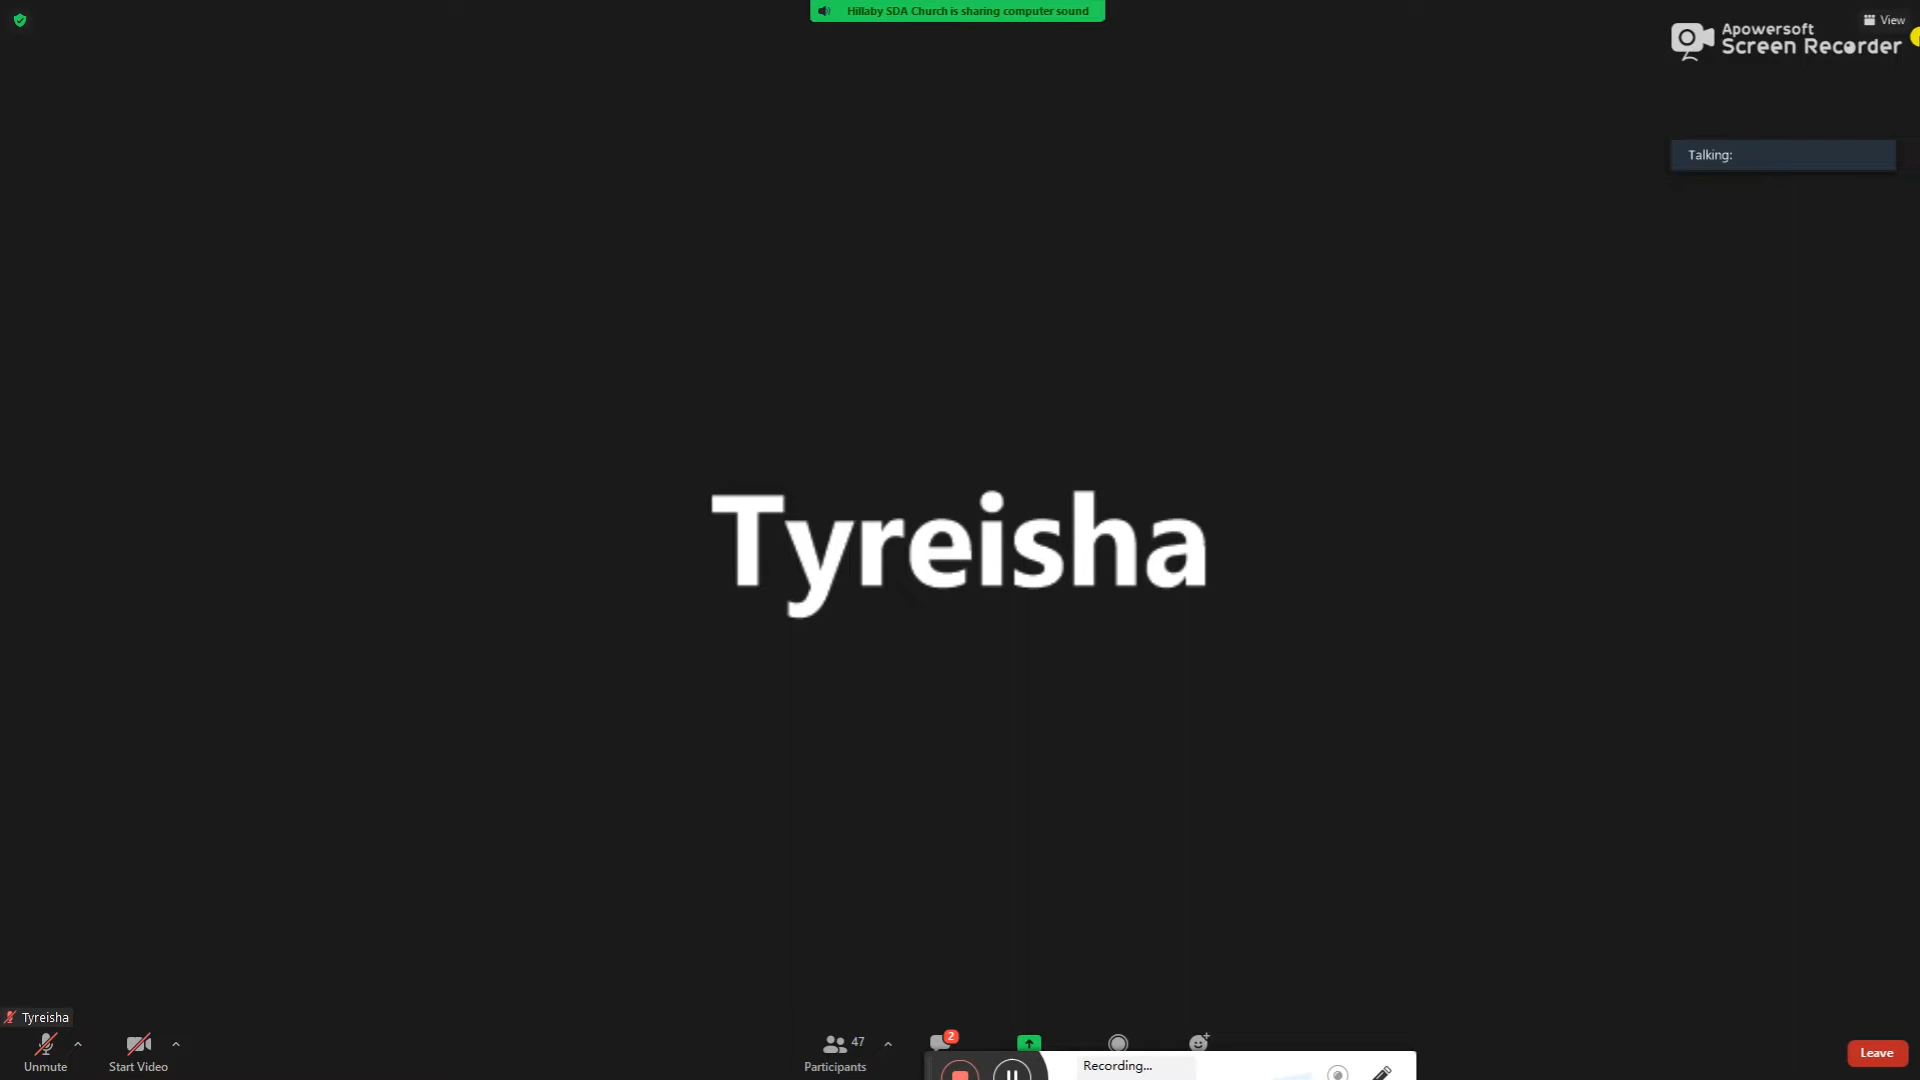 Hillaby SDA Church is sharing computer sound
View
Apowersoft
Screen Recorder
Talking:
Tyreisha
Tyreisha
47
2
Unmute
Start Video
Participants
Recording...
Leave